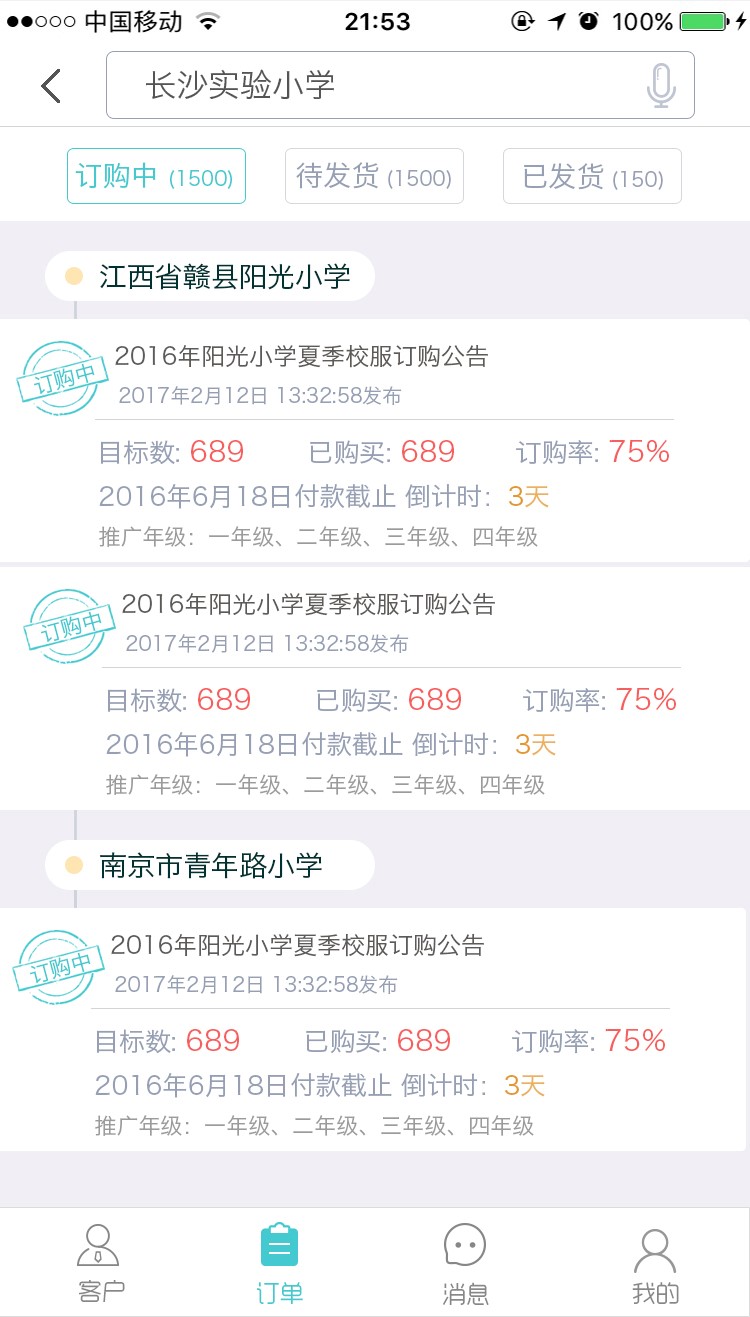 中国移动 21:53 100%
长沙实验小学
订购中 (1500) 待发货 (1500) 已发货 (150)
江西省赣县阳光小学
订购中
2016年阳光小学夏季校服订购公告
2017年2月12日 13:32:58发布
目标数: 689 已购买: 689 订购率: 75%
2016年6月18日付款截止 倒计时： 3天
推广年级：一年级、二年级、三年级、四年级
订购中
2016年阳光小学夏季校服订购公告
2017年2月12日 13:32:58发布
目标数: 689 已购买: 689 订购率: 75%
2016年6月18日付款截止 倒计时： 3天
推广年级：一年级、二年级、三年级、四年级
南京市青年路小学
订购中
2016年阳光小学夏季校服订购公告
2017年2月12日 13:32:58发布
目标数: 689 已购买: 689 订购率: 75%
2016年6月18日付款截止 倒计时： 3天
推广年级：一年级、二年级、三年级、四年级
客户 订单 消息 我的